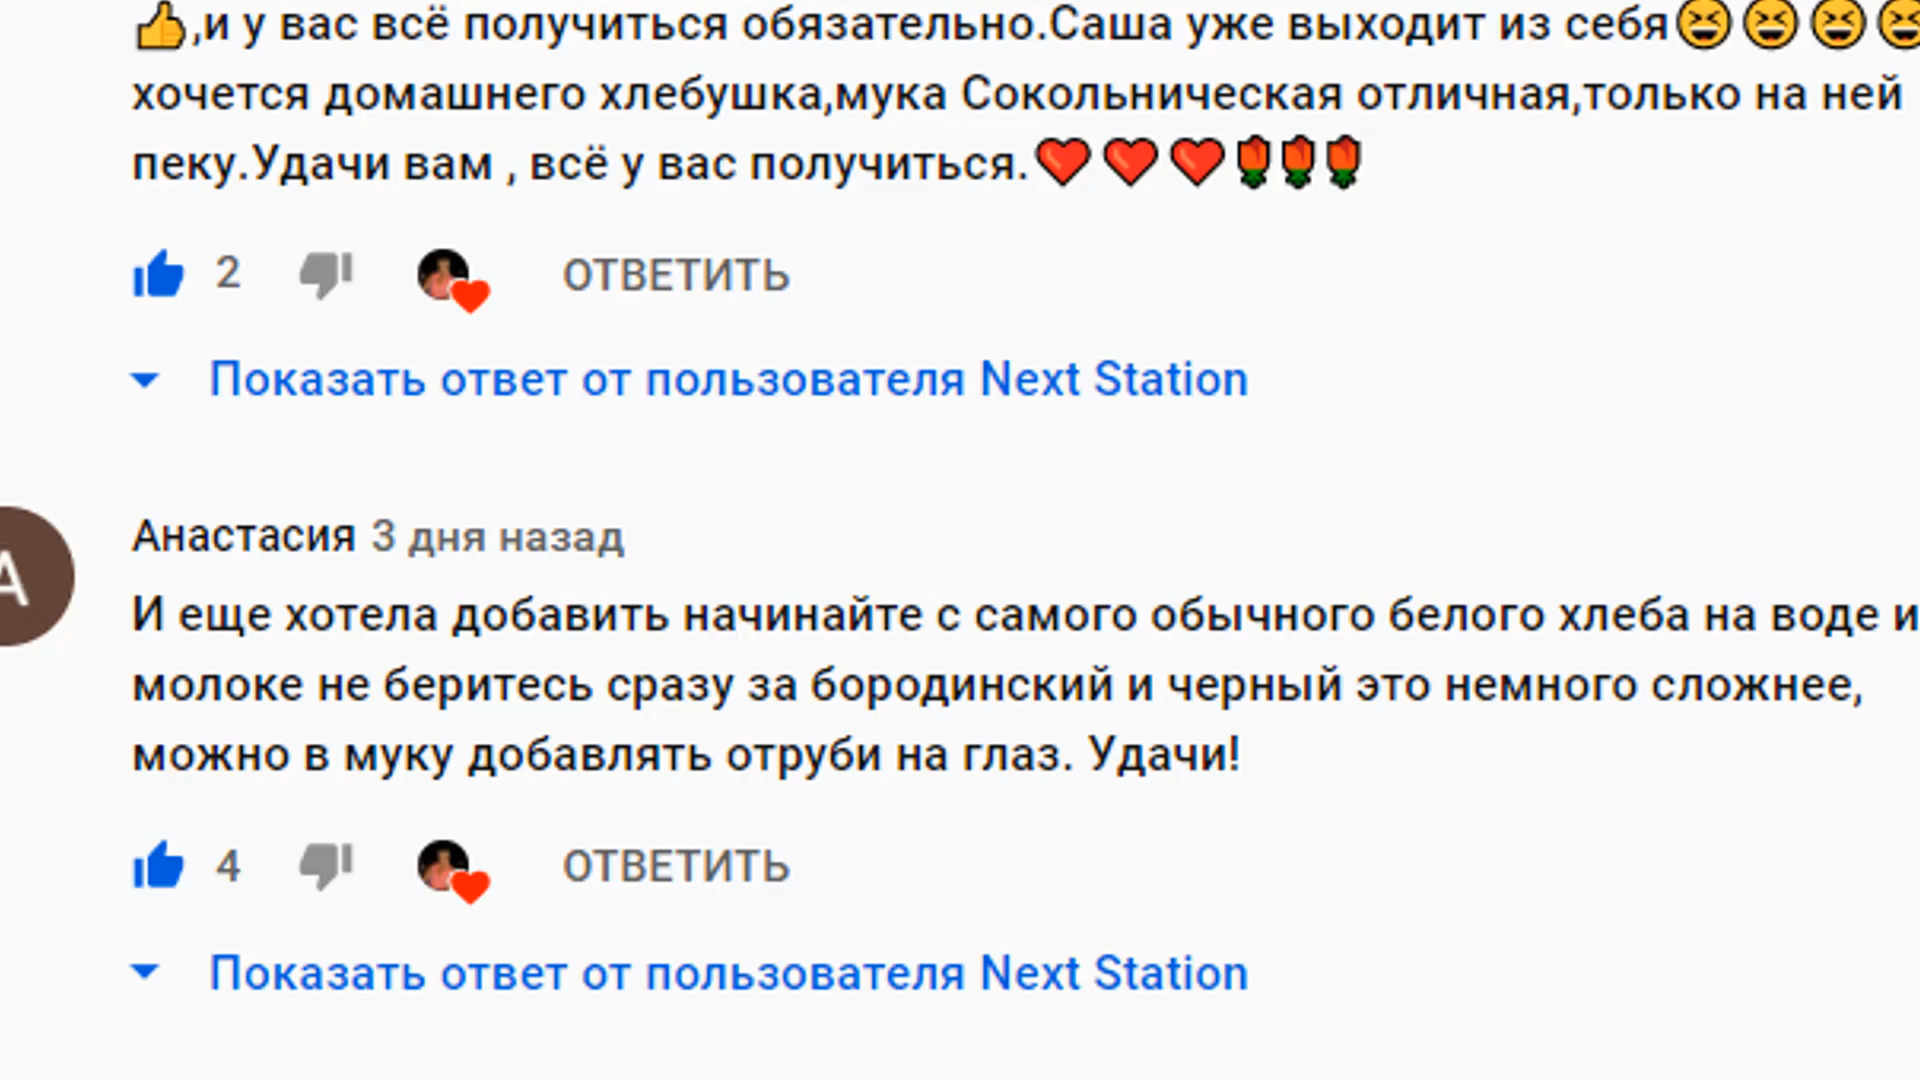 👍,и у вас всё получиться обязательно.Саша уже выходит из себя😆😆😆😆
хочется домашнего хлебушка,мука Сокольническая отличная,только на ней
пеку.Удачи вам , всё у вас получиться.❤️❤️❤️🌹🌹🌹
2 ОТВЕТИТЬ
Показать ответ от пользователя Next Station
А
Анастасия 3 дня назад
И еще хотела добавить начинайте с самого обычного белого хлеба на воде и
молоке не беритесь сразу за бородинский и черный это немного сложнее,
можно в муку добавлять отруби на глаз. Удачи!
4 ОТВЕТИТЬ
Показать ответ от пользователя Next Station